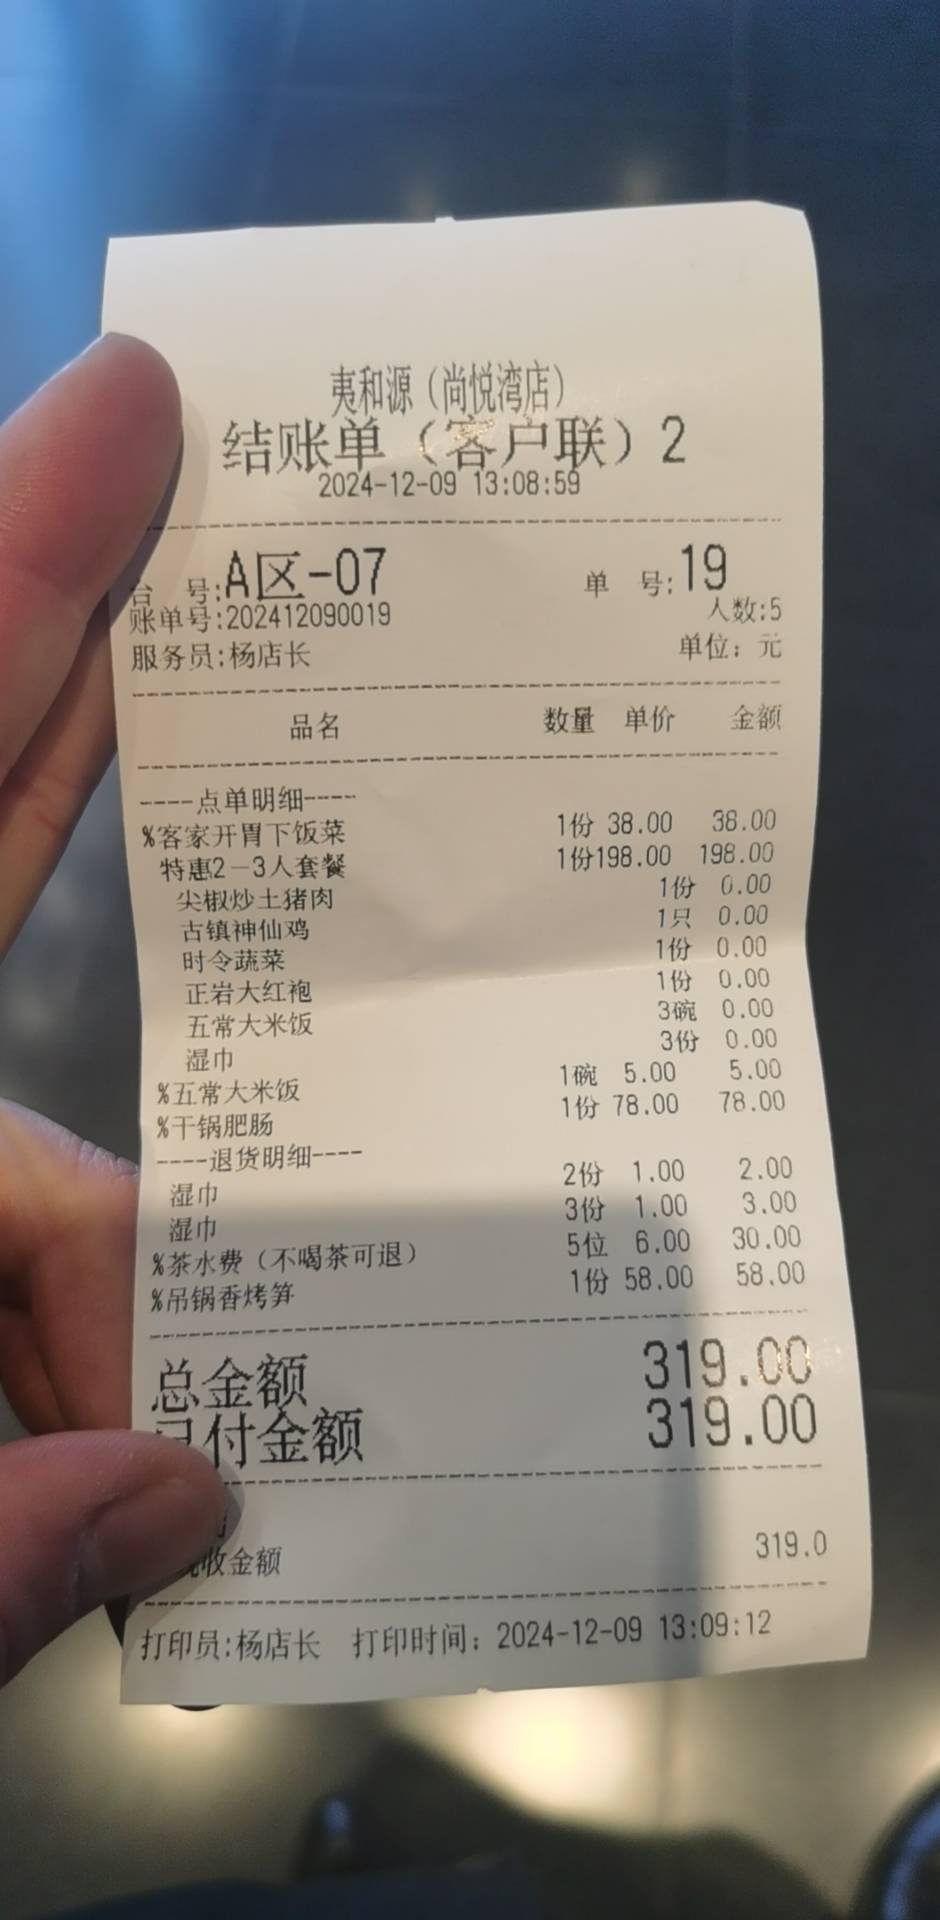 夷和源（尚悦湾店）
结账单（客户联）2
2024-12-09 13:08:59
台 号:A区-07 单 号:19
账单号:202412090019 人数:5
服务员:杨店长 单位：元
品名 数量 单价 金额
----点单明细----
%客家开胃下饭菜 1份 38.00 38.00
特惠2－3人套餐 1份198.00 198.00
尖椒炒土猪肉 1份 0.00
古镇神仙鸡 1只 0.00
时令蔬菜 1份 0.00
正岩大红袍 1份 0.00
五常大米饭 3碗 0.00
湿巾 3份 0.00
%五常大米饭 1碗 5.00 5.00
%干锅肥肠 1份 78.00 78.00
----退货明细----
湿巾 2份 1.00 2.00
湿巾 3份 1.00 3.00
%茶水费（不喝茶可退） 5位 6.00 30.00
%吊锅香烤笋 1份 58.00 58.00
总金额 319.00
已付金额 319.00
收金额 319.0
打印员:杨店长 打印时间：2024-12-09 13:09:12